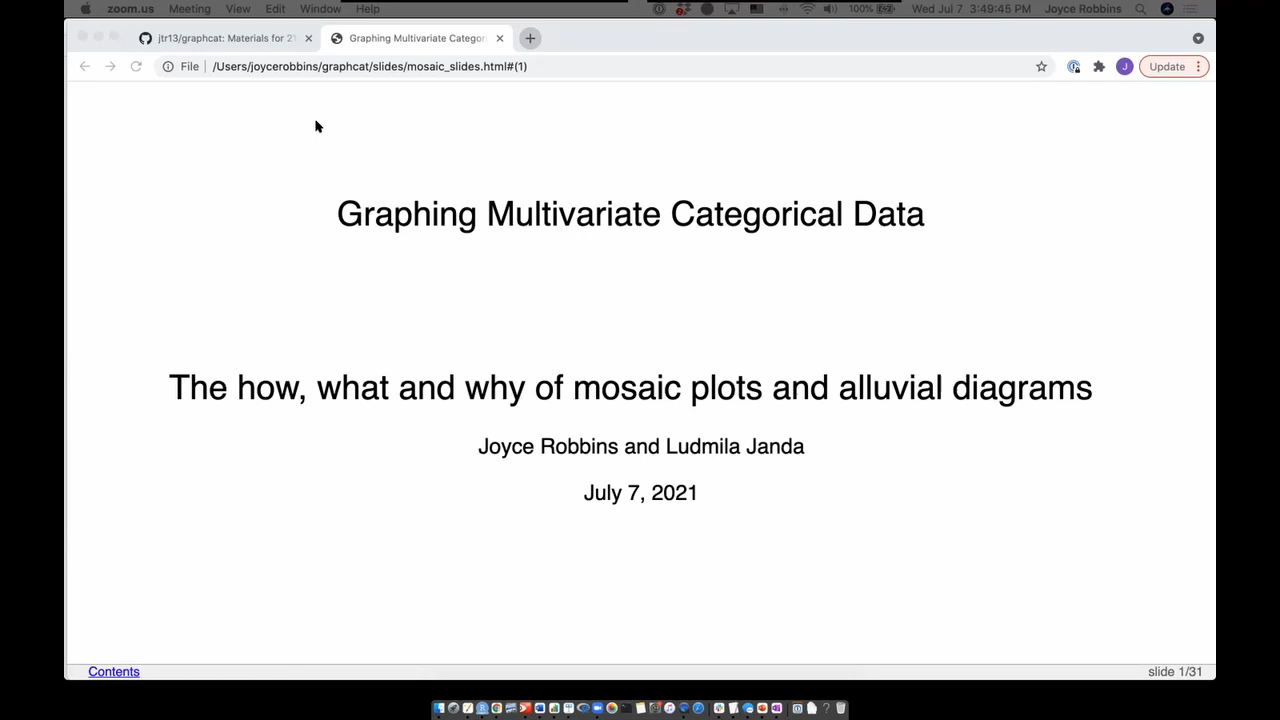 zoom.us Meeting View Edit Window Help 100% Wed Jul 7 3:49:45 PM Joyce Robbins
jtr13/graphcat: Materials for 21 Graphing Multivariate Categori
File /Users/joycerobbins/graphcat/slides/mosaic_slides.html#(1) J Update
Graphing Multivariate Categorical Data
The how, what and why of mosaic plots and alluvial diagrams
Joyce Robbins and Ludmila Janda
July 7, 2021
Contents slide 1/31